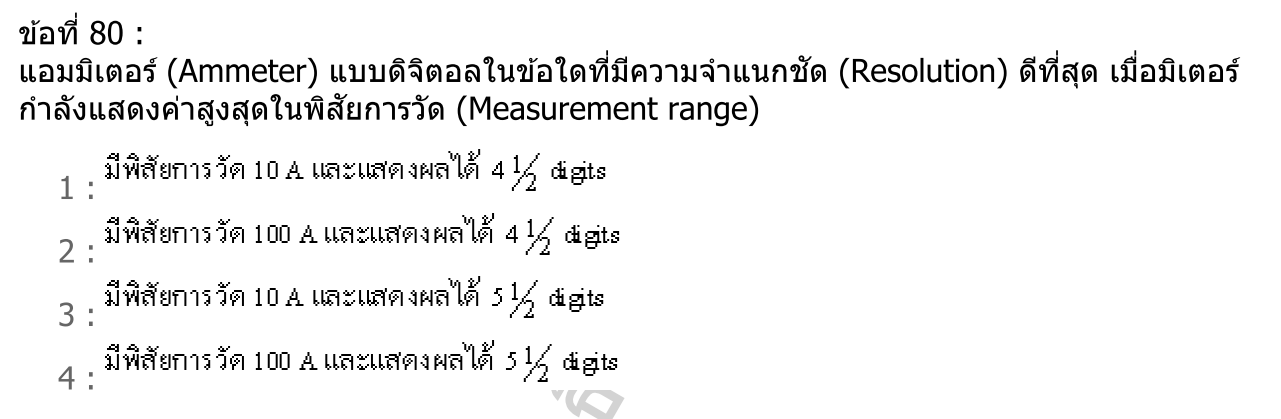 ข้อที่ 80 :
แอมมิเตอร์ (Ammeter) แบบดิจิตอลในข้อใดที่มีความจำแนกชัด (Resolution) ดีที่สุด เมื่อมิเตอร์
กำลังแสดงค่าสูงสุดในพิสัยการวัด (Measurement range)
1 : มีพิสัยการวัด 10 A และแสดงผลได้ 4 ½ digits
2 : มีพิสัยการวัด 100 A และแสดงผลได้ 4 ½ digits
3 : มีพิสัยการวัด 10 A และแสดงผลได้ 5 ½ digits
4 : มีพิสัยการวัด 100 A และแสดงผลได้ 5 ½ digits